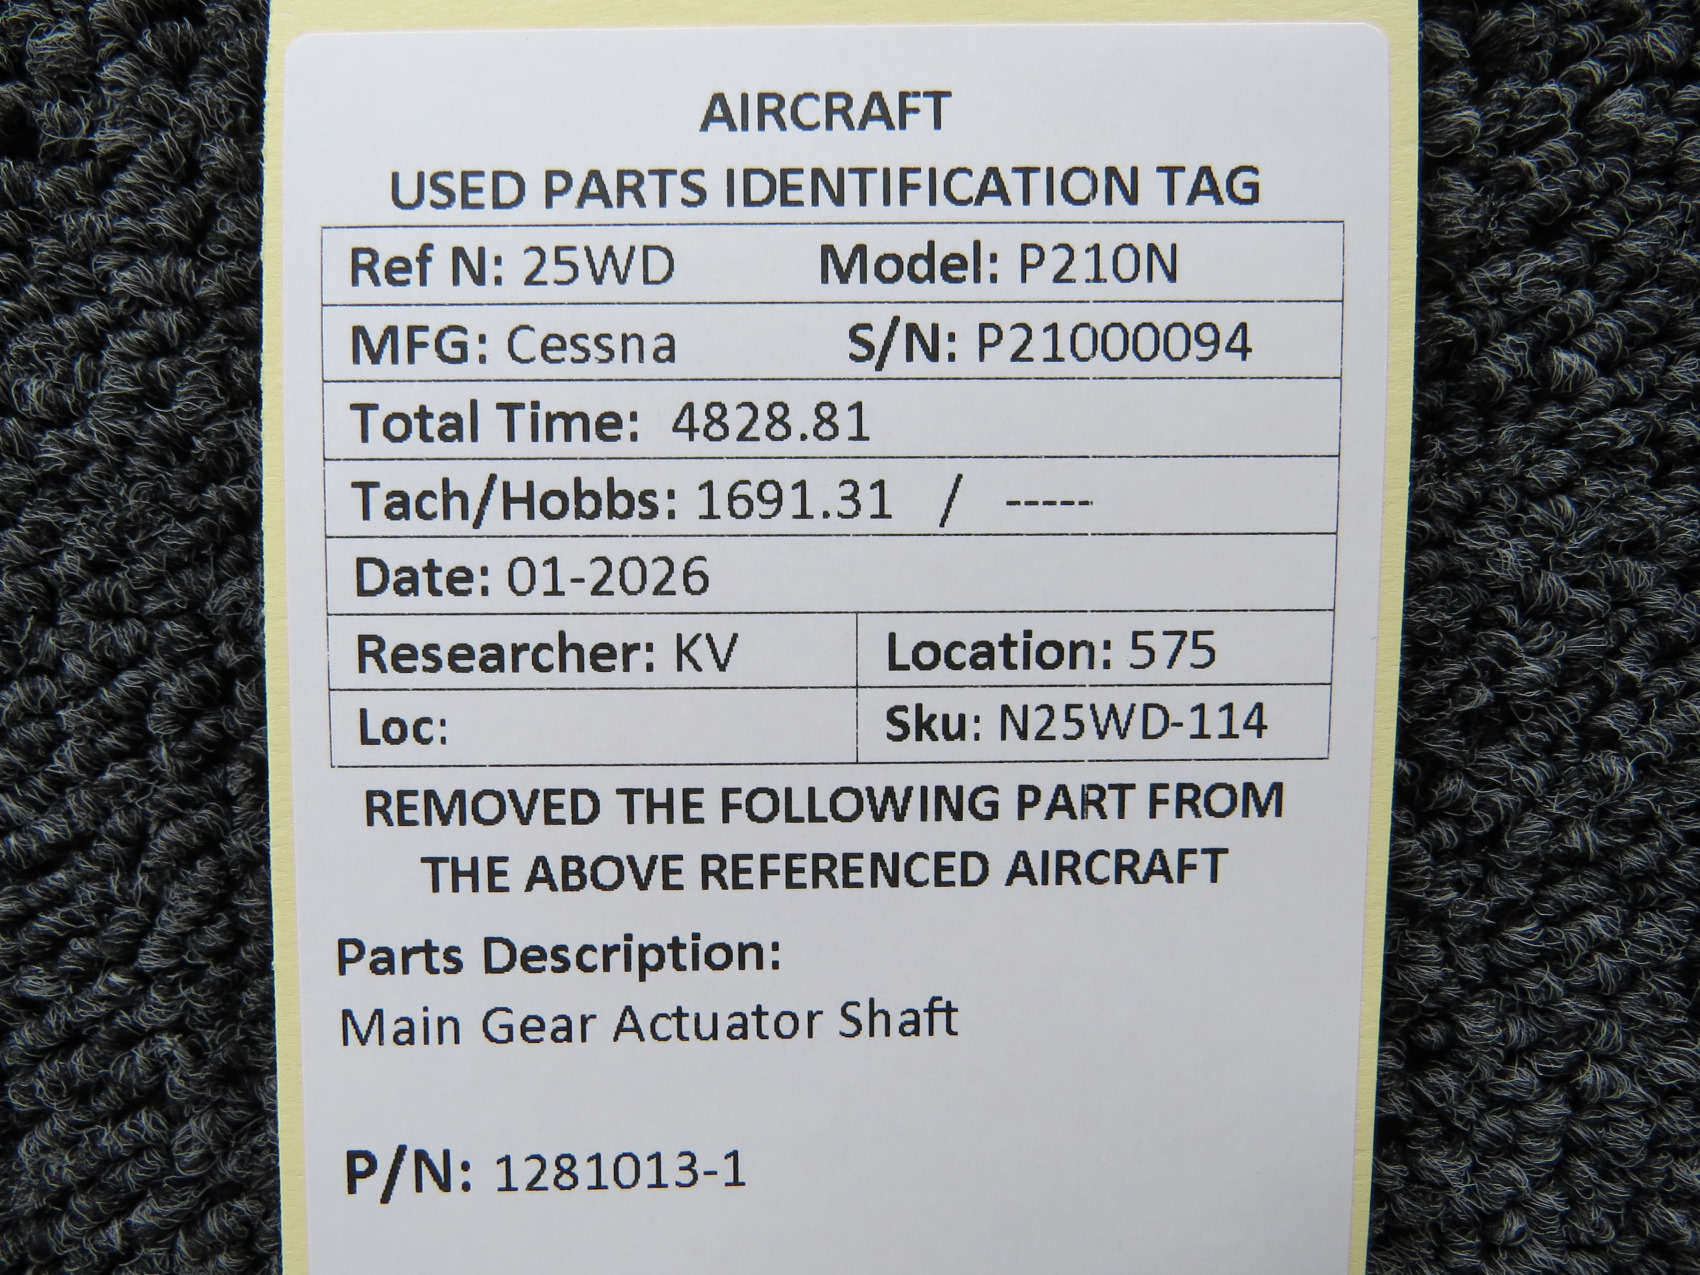 AIRCRAFT
USED PARTS IDENTIFICATION TAG
Ref N: 25WD Model: P210N
MFG: Cessna S/N: P21000094
Total Time: 4828.81
Tach/Hobbs: 1691.31 / -----
Date: 01-2026
Researcher: KV Location: 575
Loc: Sku: N25WD-114
REMOVED THE FOLLOWING PART FROM
THE ABOVE REFERENCED AIRCRAFT
Parts Description:
Main Gear Actuator Shaft
P/N: 1281013-1